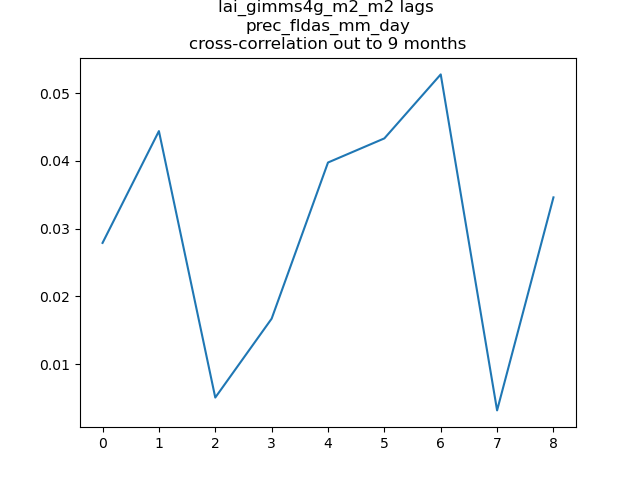 lai_gimms4g_m2_m2 lags
prec_fldas_mm_day
cross-correlation out to 9 months
0.05
0.04
0.03
0.02
0.01
0 1 2 3 4 5 6 7 8